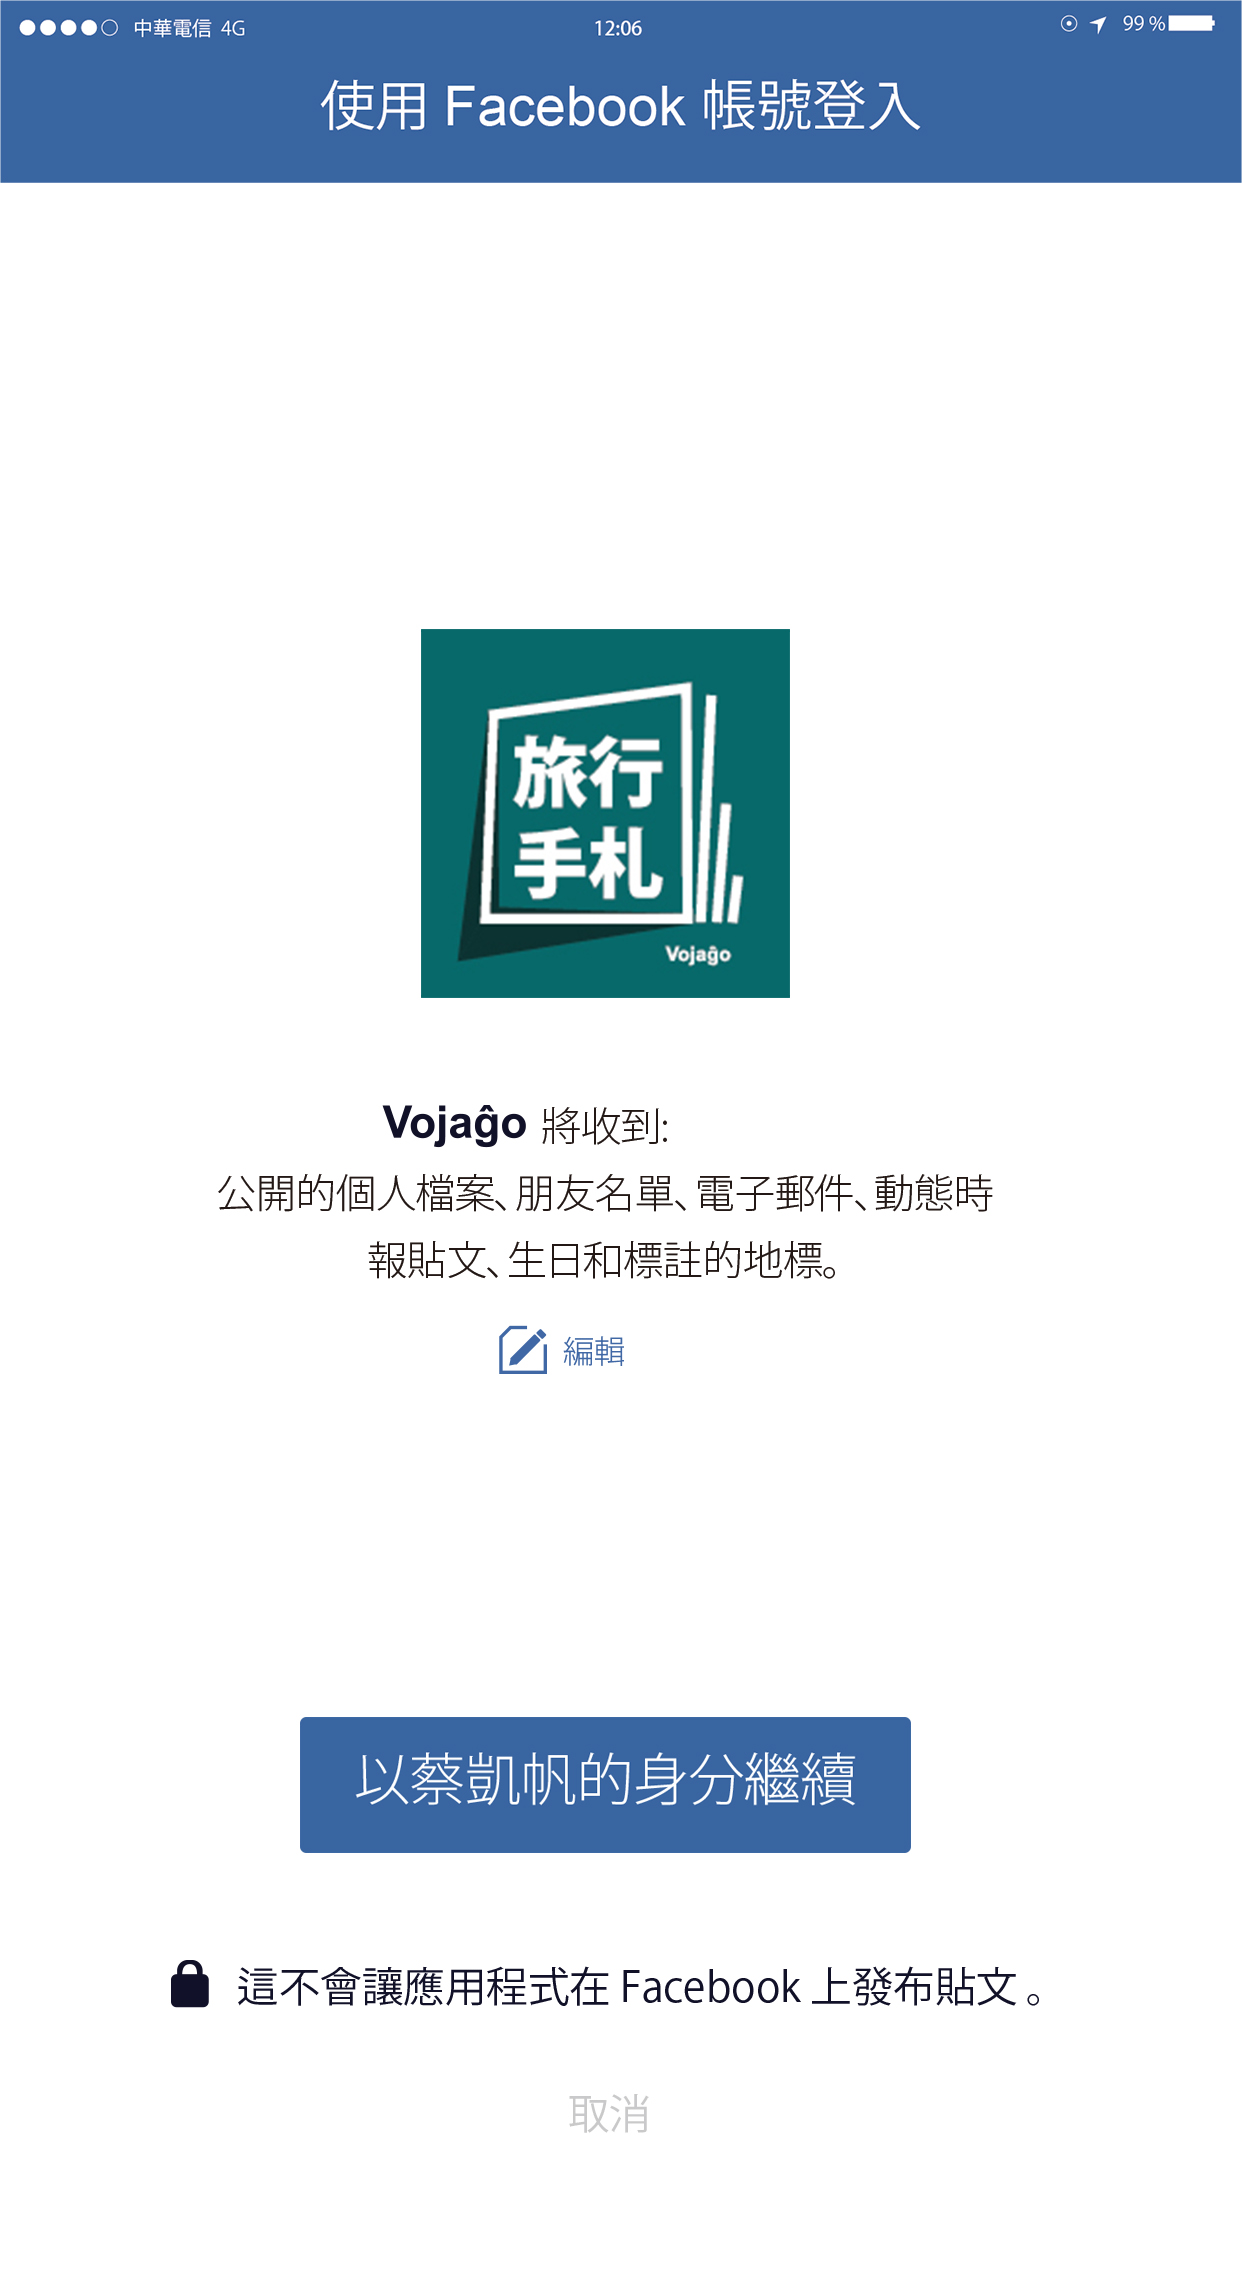 中華電信 4G 12:06 99 %
使用 Facebook 帳號登入
旅行
手札
Vojaĝo
Vojaĝo 將收到:
公開的個人檔案、朋友名單、電子郵件、動態時
報貼文、生日和標註的地標。
編輯
以蔡凱帆的身分繼續
這不會讓應用程式在 Facebook 上發布貼文 。
取消